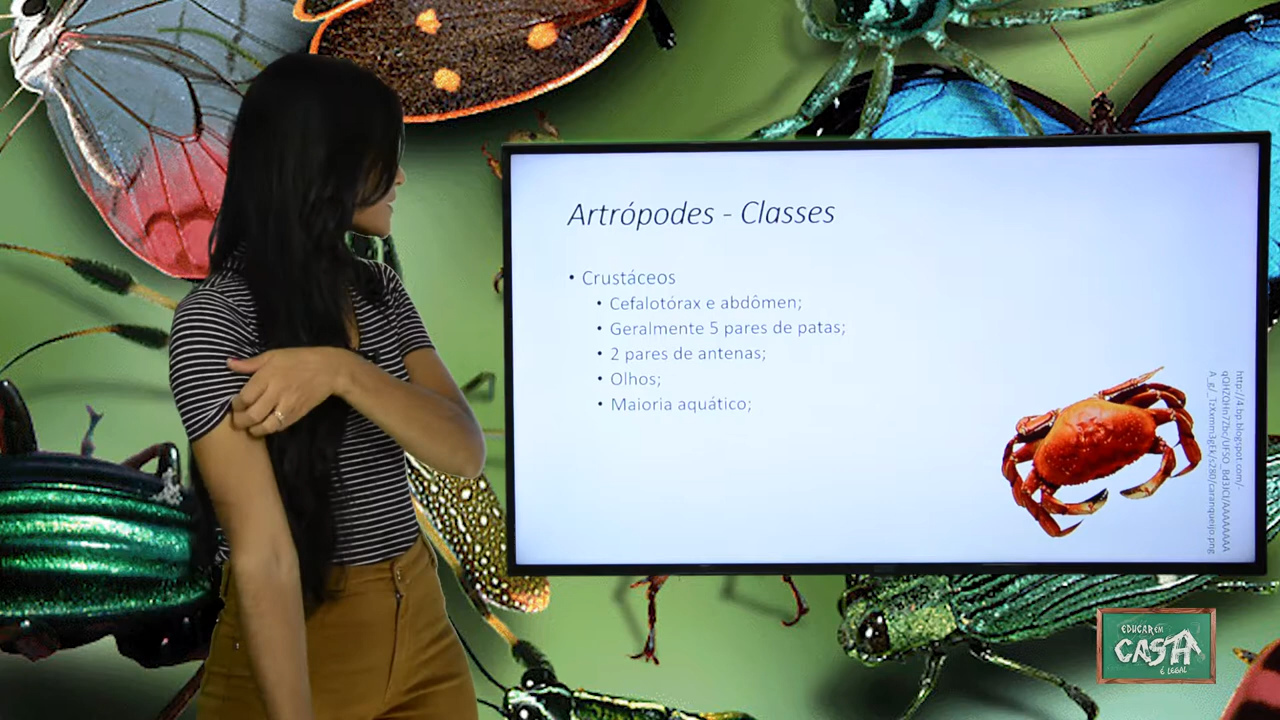 Artrópodes - Classes
• Crustáceos
• Cefalotórax e abdômen;
• Geralmente 5 pares de patas;
• 2 pares de antenas;
• Olhos;
• Maioria aquático;
EDUCAR EM
CASA
É LEGAL